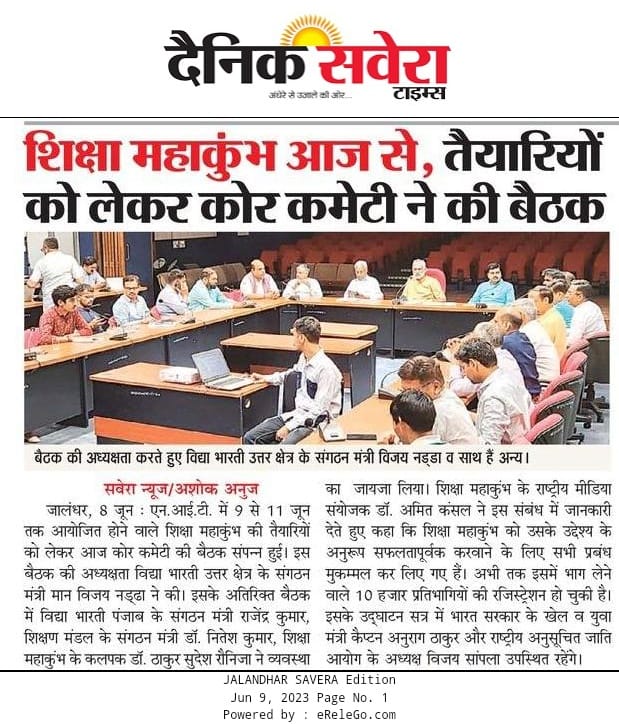 दैनिक सवेरा
टाइम्स
अंधेरे से उजाले की ओर...
शिक्षा महाकुंभ आज से, तैयारियों
को लेकर कोर कमेटी ने की बैठक
बैठक की अध्यक्षता करते हुए विद्या भारती उत्तर क्षेत्र के संगठन मंत्री विजय नड्डा व साथ हैं अन्य।
सवेरा न्यूज/अशोक अनुज
जालंधर, 8 जून : एन.आई.टी. में 9 से 11 जून
तक आयोजित होने वाले शिक्षा महाकुंभ की तैयारियों
को लेकर आज कोर कमेटी की बैठक संपन्न हुई। इस
बैठक की अध्यक्षता विद्या भारती उत्तर क्षेत्र के संगठन
मंत्री मान विजय नड्ढा ने की। इसके अतिरिक्त बैठक
में विद्या भारती पंजाब के संगठन मंत्री राजेंद्र कुमार,
शिक्षण मंडल के संगठन मंत्री डॉ. नितेश कुमार, शिक्षा
महाकुंभ के कलपक डॉ. ठाकुर सुदेश रौनिजा ने व्यवस्था
का जायजा लिया। शिक्षा महाकुंभ के राष्ट्रीय मीडिया
संयोजक डॉ. अमित कंसल ने इस संबंध में जानकारी
देते हुए कहा कि शिक्षा महाकुंभ को उसके उद्देश्य के
अनुरूप सफलतापूर्वक करवाने के लिए सभी प्रबंध
मुकम्मल कर लिए गए हैं। अभी तक इसमें भाग लेने
वाले 10 हजार प्रतिभागियों की रजिस्ट्रेशन हो चुकी है।
इसके उद्घाटन सत्र में भारत सरकार के खेल व युवा
मंत्री कैप्टन अनुराग ठाकुर और राष्ट्रीय अनुसूचित जाति
आयोग के अध्यक्ष विजय सांपला उपस्थित रहेंगे।
JALANDHAR SAVERA Edition
Jun 9, 2023 Page No. 1
Powered by : eReleGo.com